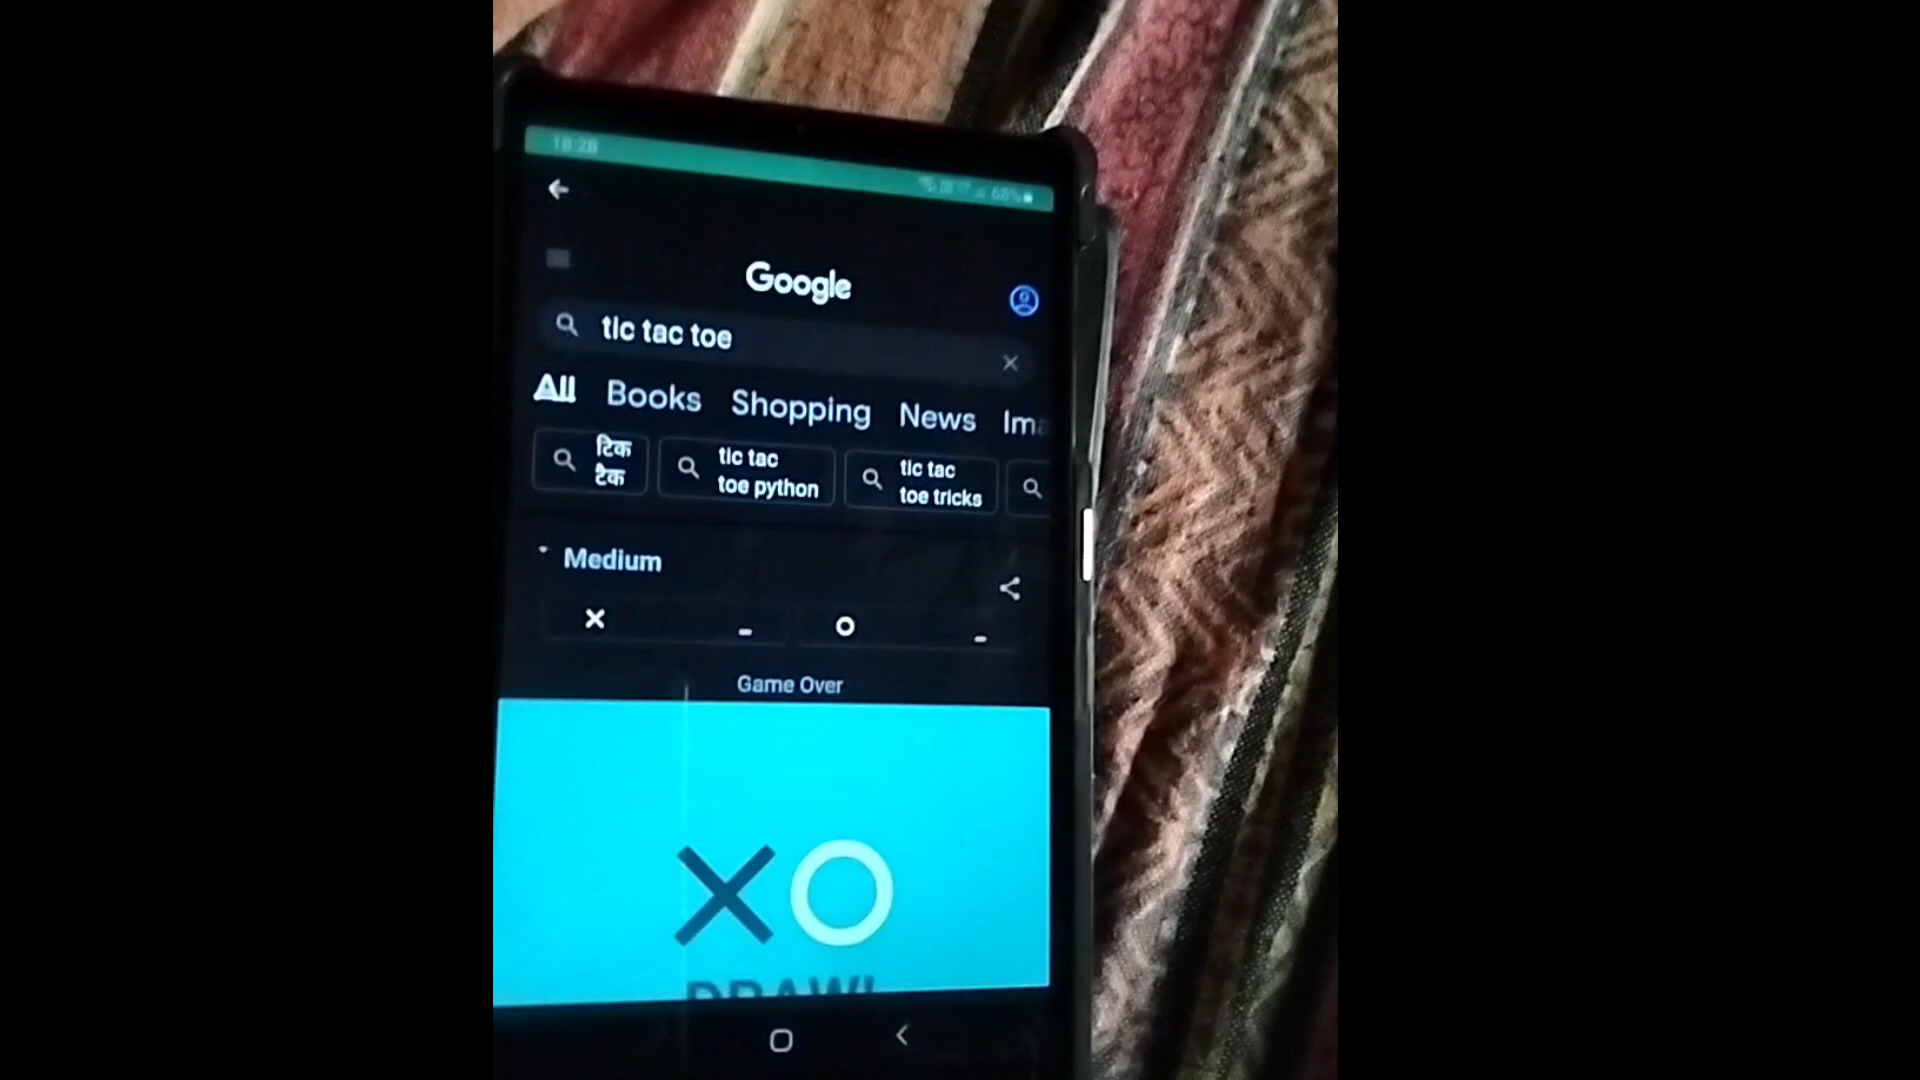 18:28
68%
Google
tic tac toe
All Books Shopping News Ima
टिक
टैक
tic tac
toe python
tic tac
toe tricks
Medium
× - O -
Game Over
XO
DRAW!